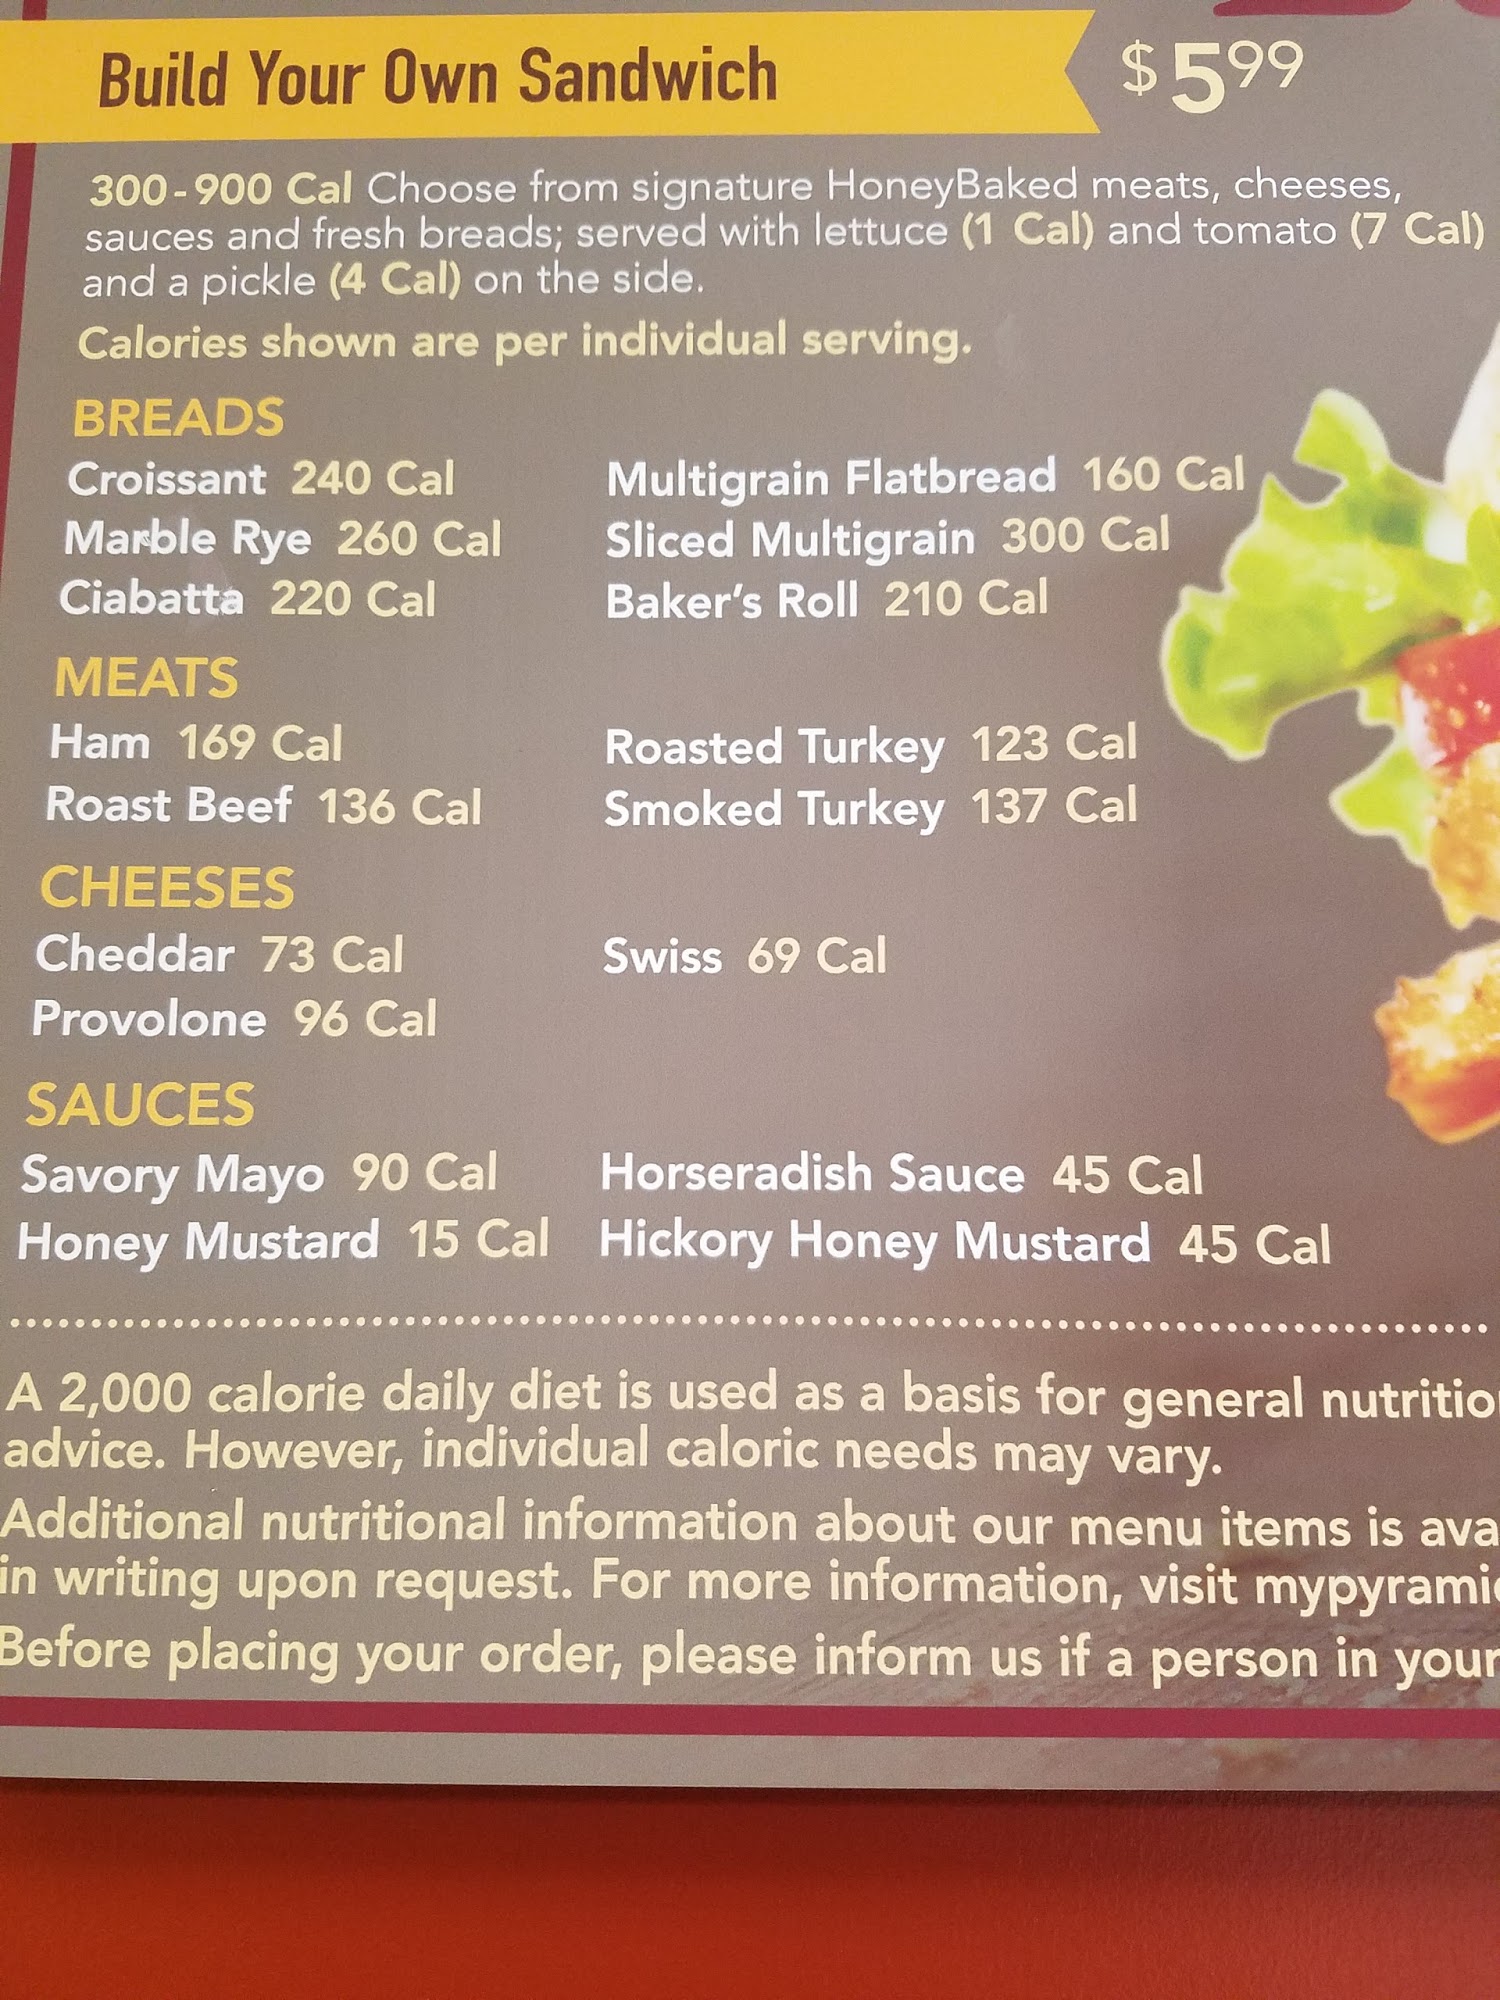 Build Your Own Sandwich $5.99
300-900 Cal Choose from signature HoneyBaked meats, cheeses,
sauces and fresh breads; served with lettuce (1 Cal) and tomato (7 Cal)
and a pickle (4 Cal) on the side.
Calories shown are per individual serving.
BREADS
Croissant 240 Cal Multigrain Flatbread 160 Cal
Marble Rye 260 Cal Sliced Multigrain 300 Cal
Ciabatta 220 Cal Baker's Roll 210 Cal
MEATS
Ham 169 Cal Roasted Turkey 123 Cal
Roast Beef 136 Cal Smoked Turkey 137 Cal
CHEESES
Cheddar 73 Cal Swiss 69 Cal
Provolone 96 Cal
SAUCES
Savory Mayo 90 Cal Horseradish Sauce 45 Cal
Honey Mustard 15 Cal Hickory Honey Mustard 45 Cal
A 2,000 calorie daily diet is used as a basis for general
advice. However, individual caloric needs may vary.
Additional nutritional information about our menu items is
in writing upon request. For more information, visit
Before placing your order, please inform us if a person in your